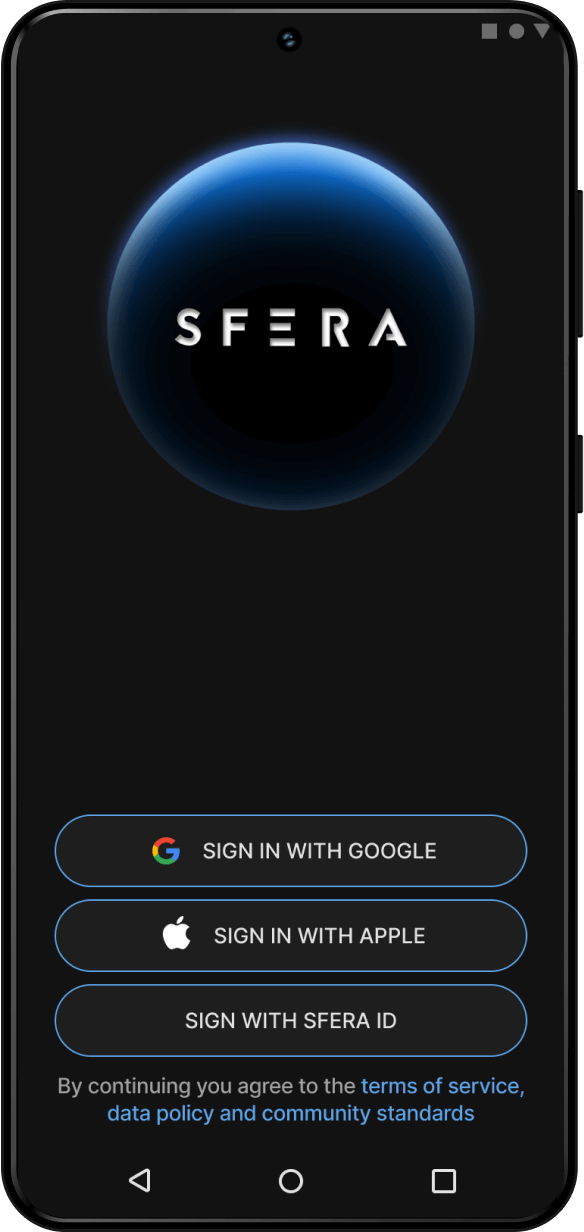 SFERA
SIGN IN WITH GOOGLE
SIGN IN WITH APPLE
SIGN WITH SFERA ID
By continuing you agree to the terms of service,
data policy and community standards